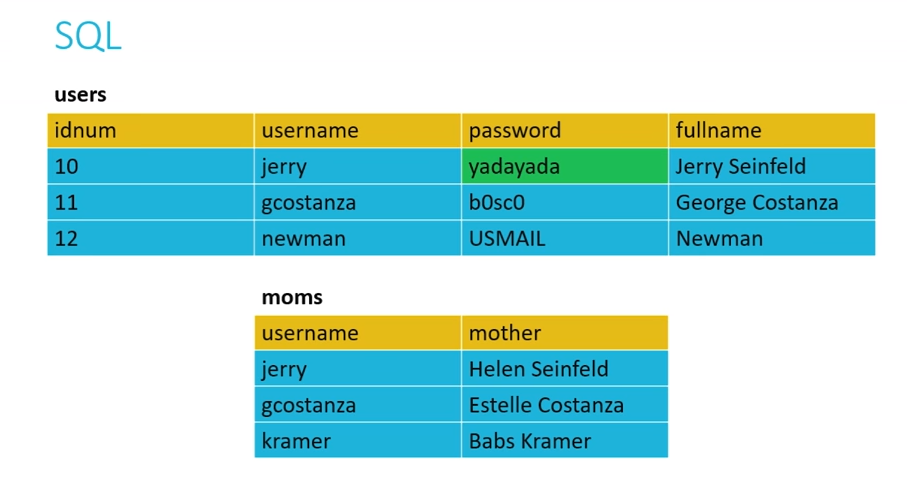 SQL
users
idnum username password fullname
10 jerry yadayada Jerry Seinfeld
11 gcostanza b0sc0 George Costanza
12 newman USMAIL Newman
moms
username mother
jerry Helen Seinfeld
gcostanza Estelle Costanza
kramer Babs Kramer